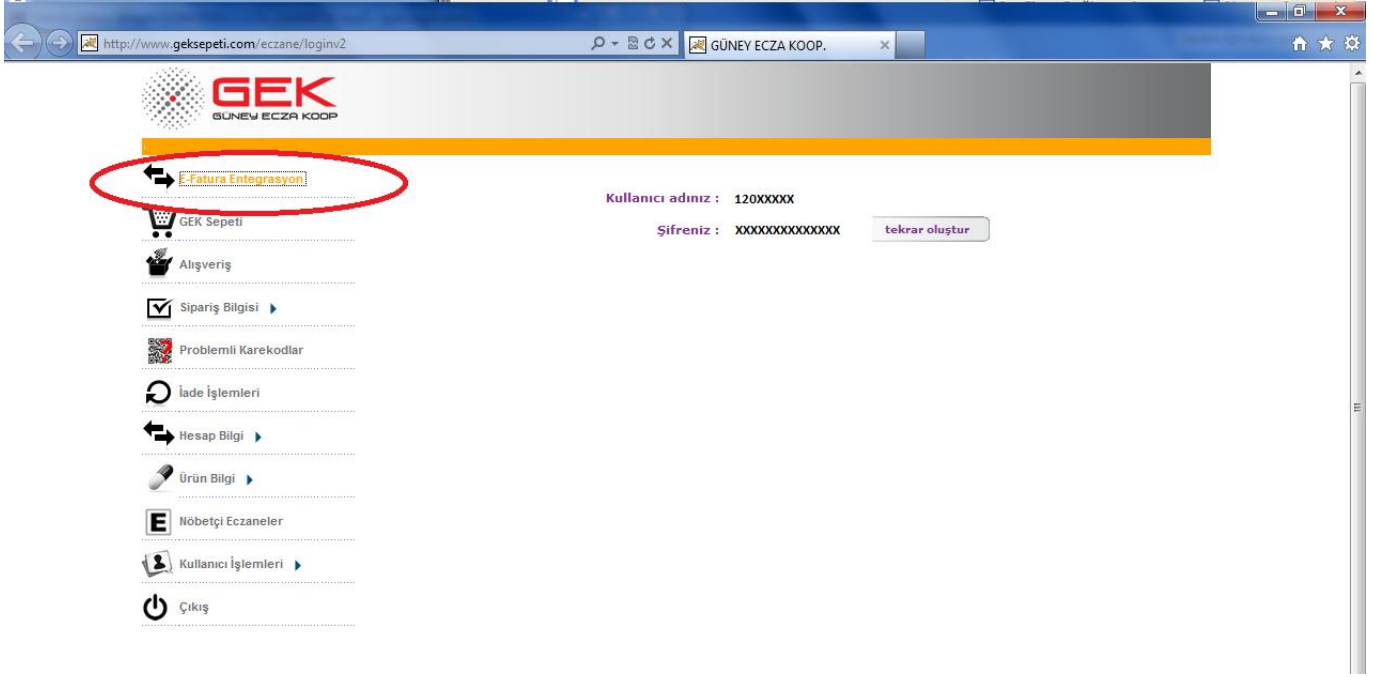 http://www.geksepeti.com/eczane/loginv2
GÜNEY ECZA KOOP.
GEK
GÜNEY ECZA KOOP
E-Fatura Entegrasyon
Kullanıcı adınız : 120XXXXX
GEK Sepeti
Şifreniz : XXXXXXXXXXXXXX tekrar oluştur
Alışveriş
Sipariş Bilgisi
Problemli Karekodlar
İade İşlemleri
Hesap Bilgi
Ürün Bilgi
E
Nöbetçi Eczaneler
Kullanıcı İşlemleri
Çıkış